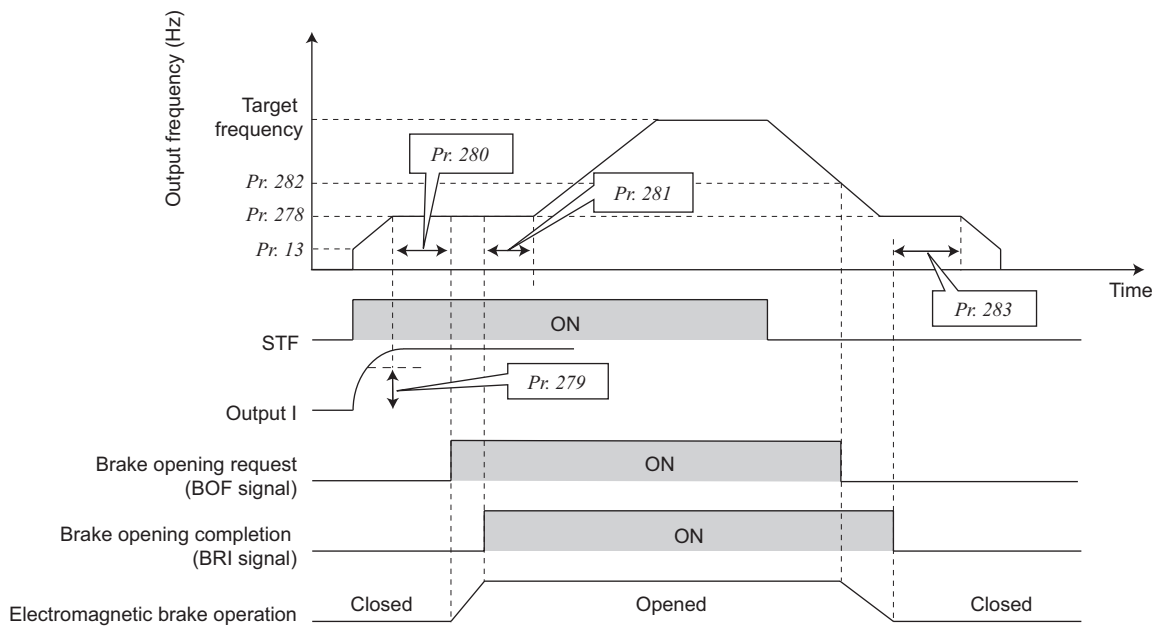 Output frequency (Hz)
Target
frequency
Pr. 280
Pr. 282
Pr. 281
Pr. 278
Pr. 13
Time
Pr. 283
ON
STF
Pr. 279
Output I
Brake opening request
(BOF signal)
ON
Brake opening completion
(BRI signal)
ON
Electromagnetic brake operation
Closed
Opened
Closed